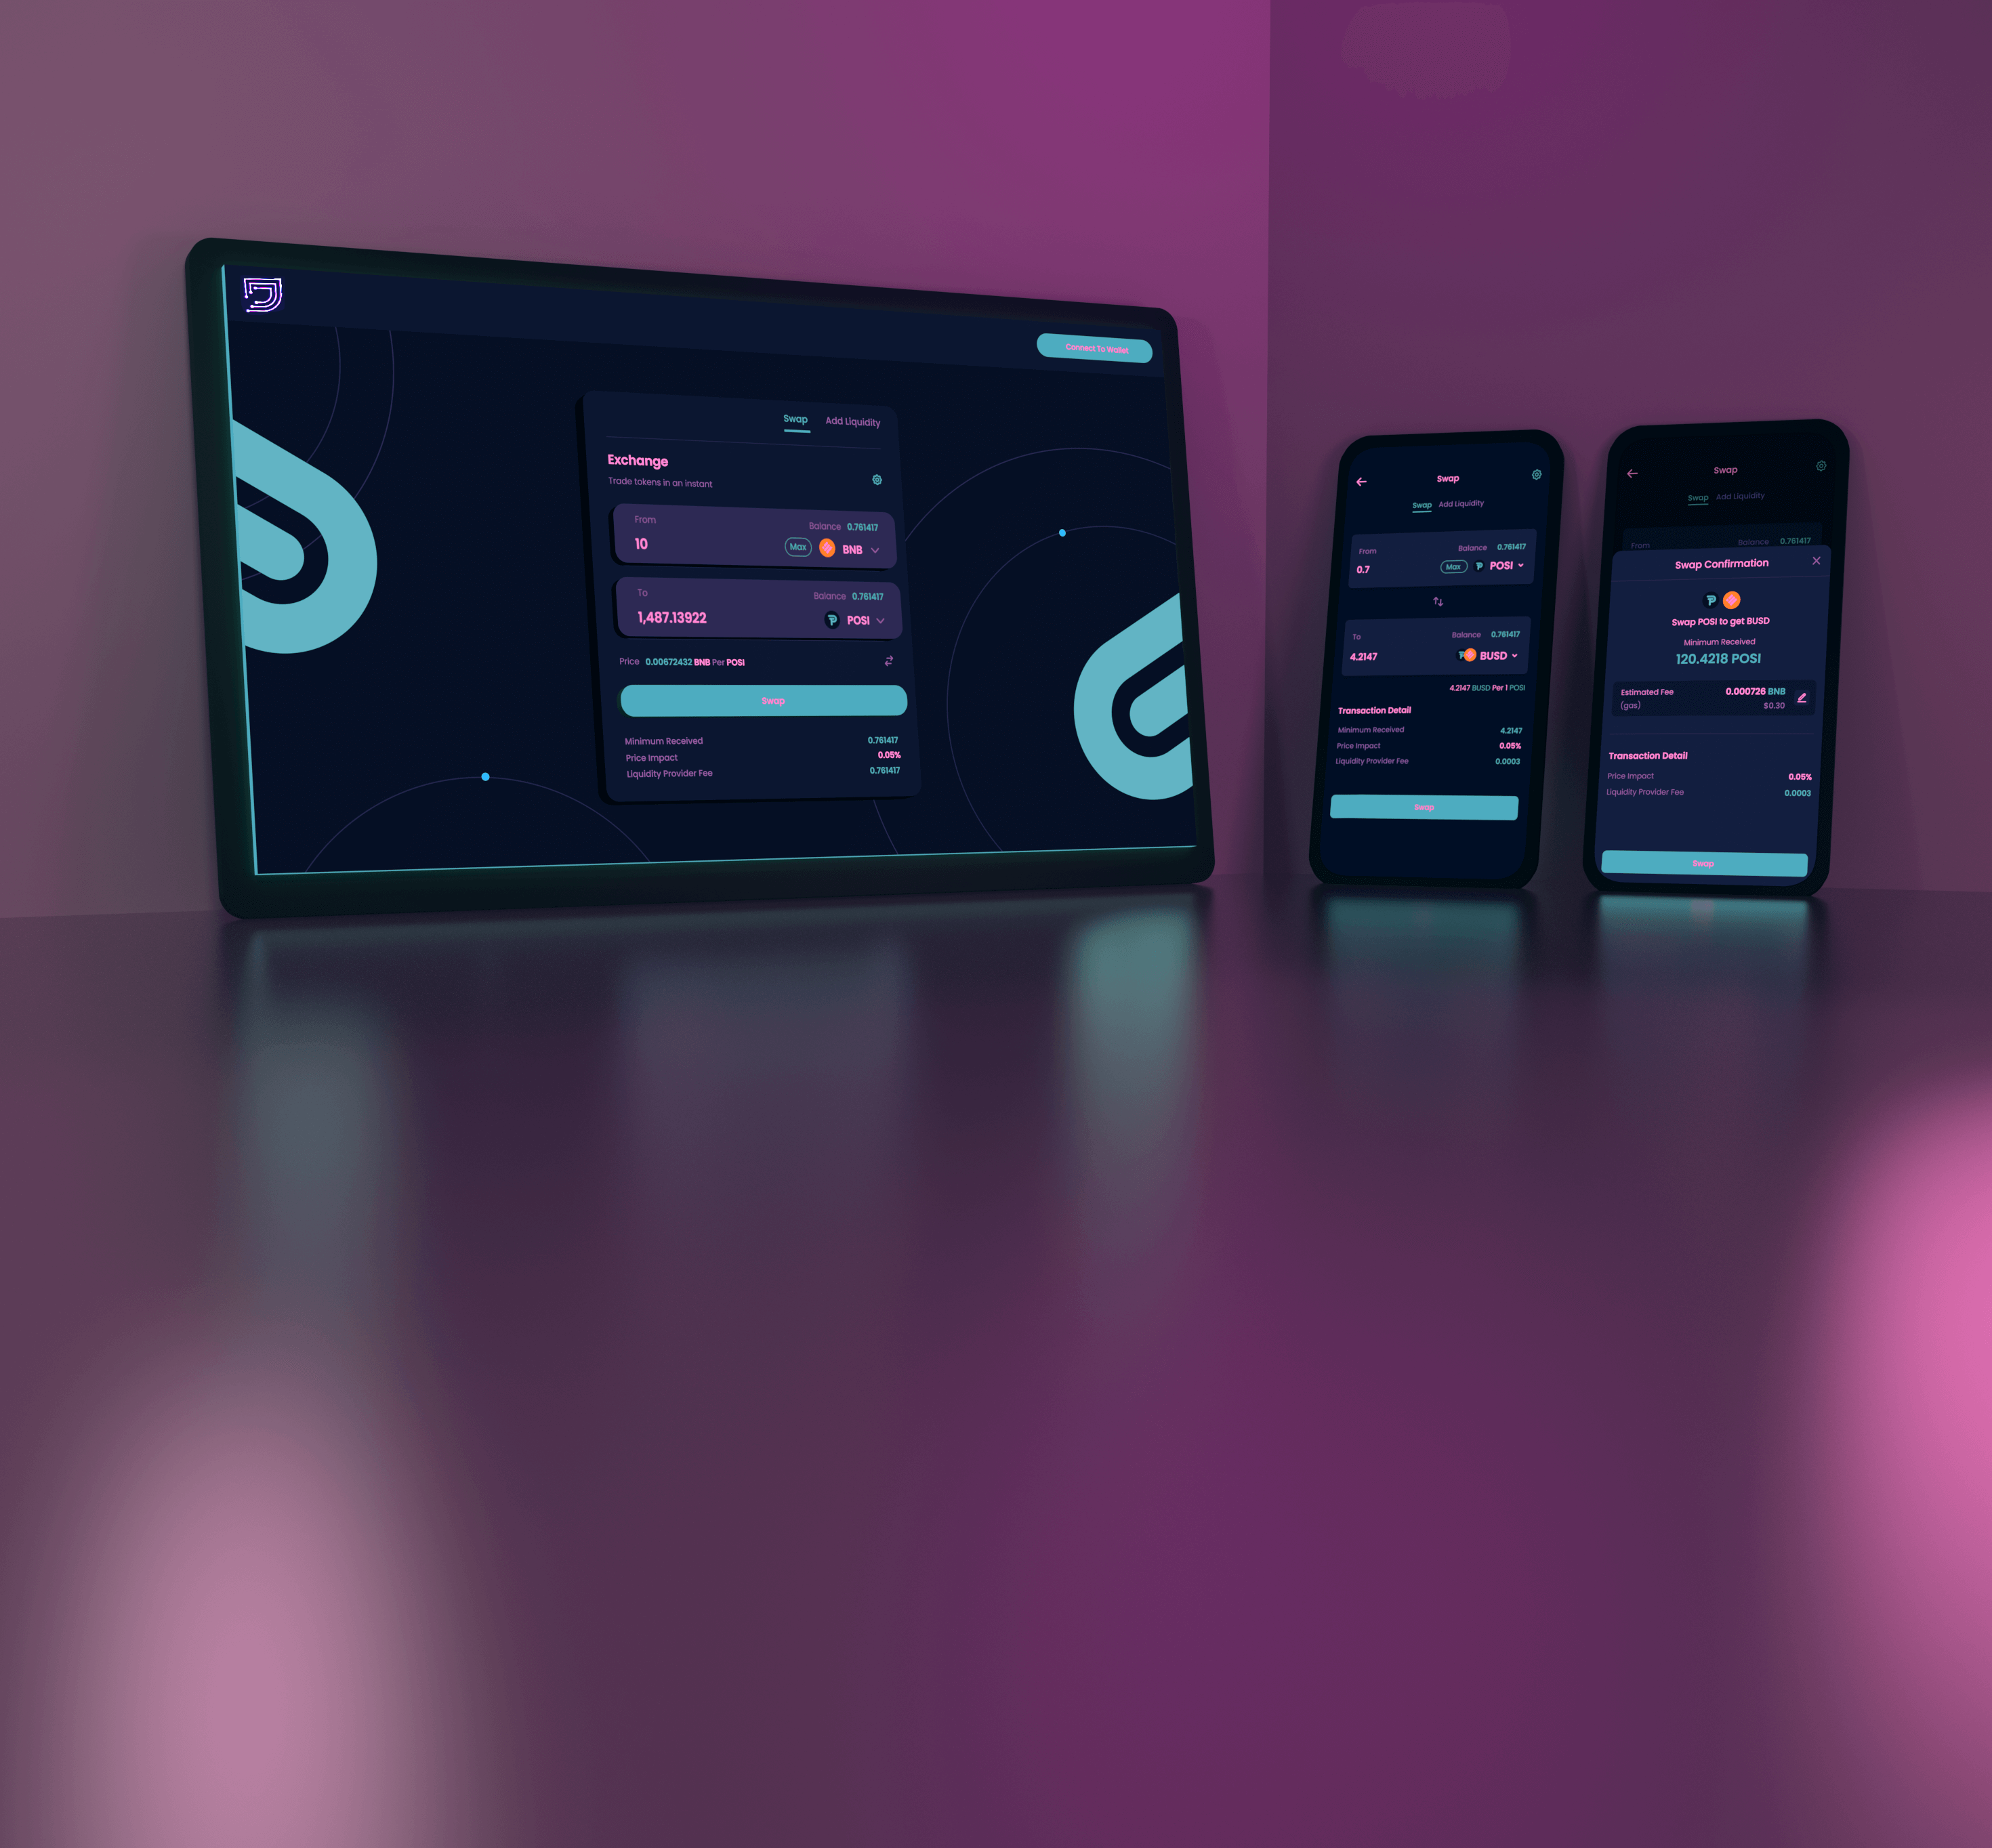 Connect To Wallet
Swap Add Liquidity
Exchange
Trade tokens in an instant
From Balance 0.761417
10 Max BNB
To Balance 0.761417
1,487.13922 POSI
Price 0.00672432 BNB Per POSI
Swap
Minimum Received 0.761417
Price Impact 0.05%
Liquidity Provider Fee 0.761417
Swap
Swap Add Liquidity
From Balance 0.761417
0.7 Max POSI
To Balance 0.761417
4.2147 BUSD
4.2147 BUSD Per 1 POSI
Transaction Detail
Minimum Received 4.2147
Price Impact 0.05%
Liquidity Provider Fee 0.0003
Swap
Swap
Swap Add Liquidity
From Balance 0.761417
Swap Confirmation
Swap POSI to get BUSD
Minimum Received
120.4218 POSI
Estimated Fee 0.000726 BNB
(gas) $0.30
Transaction Detail
Price Impact 0.05%
Liquidity Provider Fee 0.0003
Swap